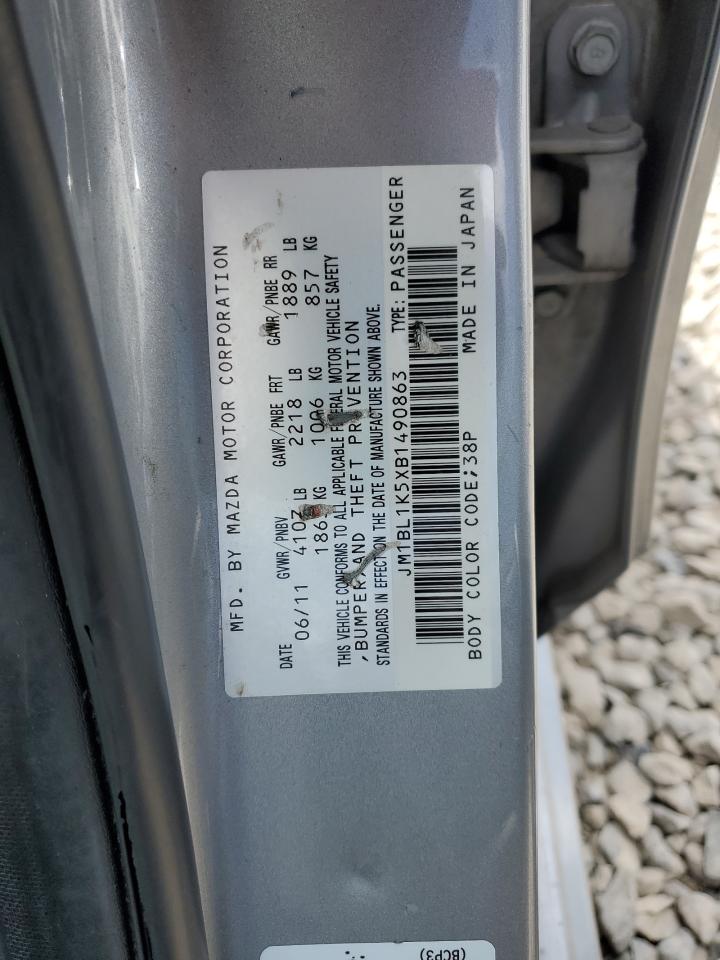 MFD. BY MAZDA MOTOR CORPORATION
DATE GVWR/PNBV GAWR/PNBE FRT GAWR/PNBE RR
06/11 4107 LB 2218 LB 1889 LB
KG 1006 KG 857 KG
THIS VEHICLE CONFORMS TO ALL APPLICABLE FEDERAL MOTOR VEHICLE SAFETY
,BUMPER, AND THEFT PREVENTION
STANDARDS IN EFFECT ON THE DATE OF MANUFACTURE SHOWN ABOVE.
JM1BL1K5XB1490863 TYPE: PASSENGER
BODY COLOR CODE;38P MADE IN JAPAN
(BCP3)